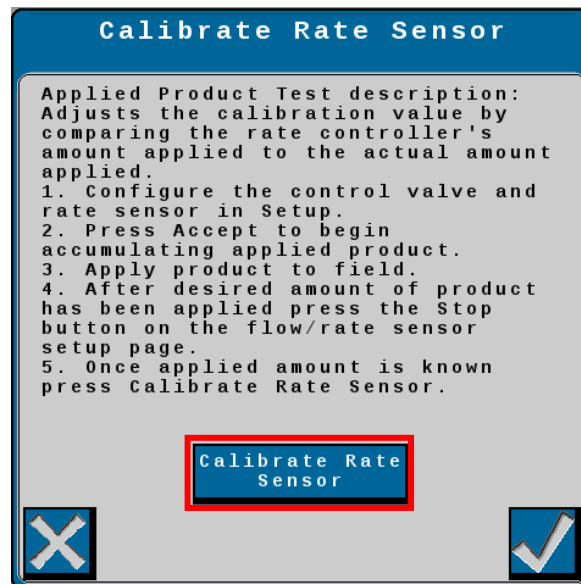 Calibrate Rate Sensor
Applied Product Test description:
Adjusts the calibration value by
comparing the rate controller's
amount applied to the actual amount
applied.
1. Configure the control valve and
rate sensor in Setup.
2. Press Accept to begin
accumulating applied product.
3. Apply product to field.
4. After desired amount of product
has been applied press the Stop
button on the flow/rate sensor
setup page.
5. Once applied amount is known
press Calibrate Rate Sensor.
Calibrate Rate
Sensor